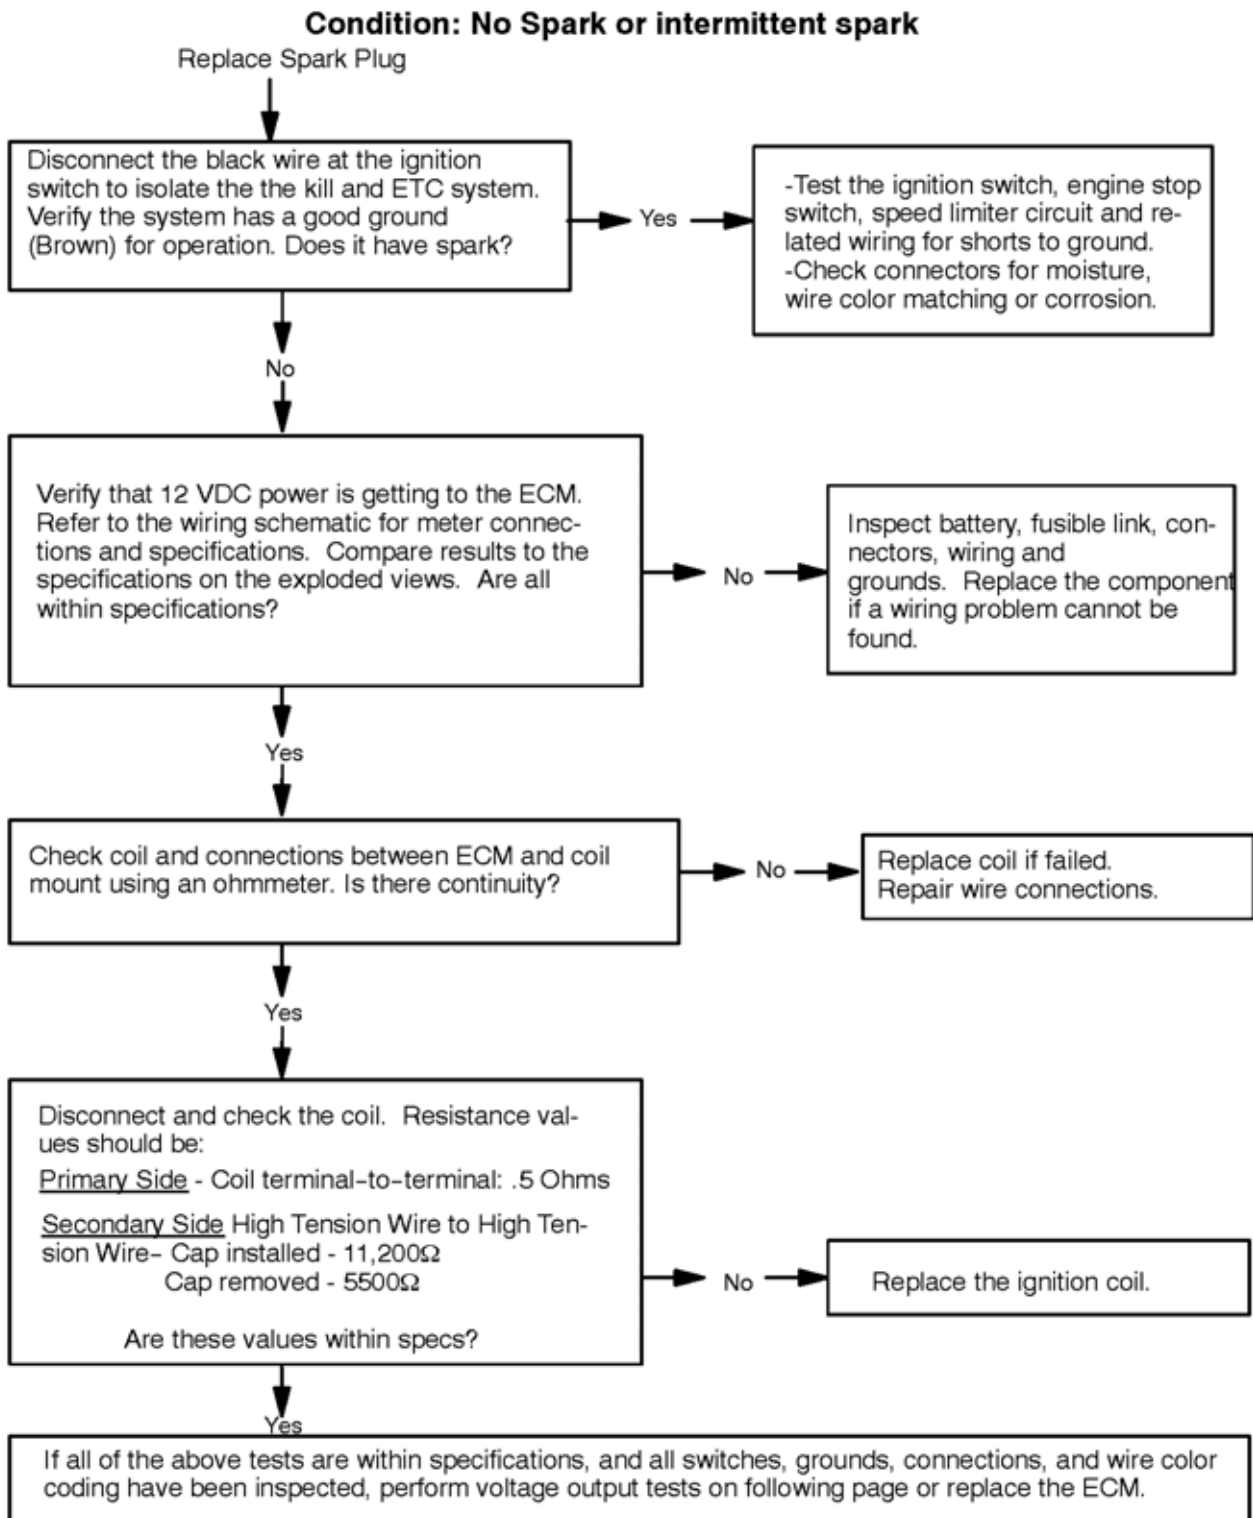 Condition: No Spark or intermittent spark
Replace Spark Plug
Disconnect the black wire at the ignition
switch to isolate the the kill and ETC system.
Verify the system has a good ground
(Brown) for operation. Does it have spark?
Yes
-Test the ignition switch, engine stop
switch, speed limiter circuit and re-
lated wiring for shorts to ground.
-Check connectors for moisture,
wire color matching or corrosion.
No
Verify that 12 VDC power is getting to the ECM.
Refer to the wiring schematic for meter connec-
tions and specifications.  Compare results to the
specifications on the exploded views.  Are all
within specifications?
No
Inspect battery, fusible link, con-
nectors, wiring and
grounds.  Replace the component
if a wiring problem cannot be
found.
Yes
Check coil and connections between ECM and coil
mount using an ohmmeter. Is there continuity?
No
Replace coil if failed.
Repair wire connections.
Yes
Disconnect and check the coil.  Resistance val-
ues should be:
Primary Side - Coil terminal-to-terminal: .5 Ohms
Secondary Side High Tension Wire to High Ten-
sion Wire- Cap installed - 11,200Ω
Cap removed - 5500Ω
Are these values within specs?
No
Replace the ignition coil.
Yes
If all of the above tests are within specifications, and all switches, grounds, connections, and wire color
coding have been inspected, perform voltage output tests on following page or replace the ECM.